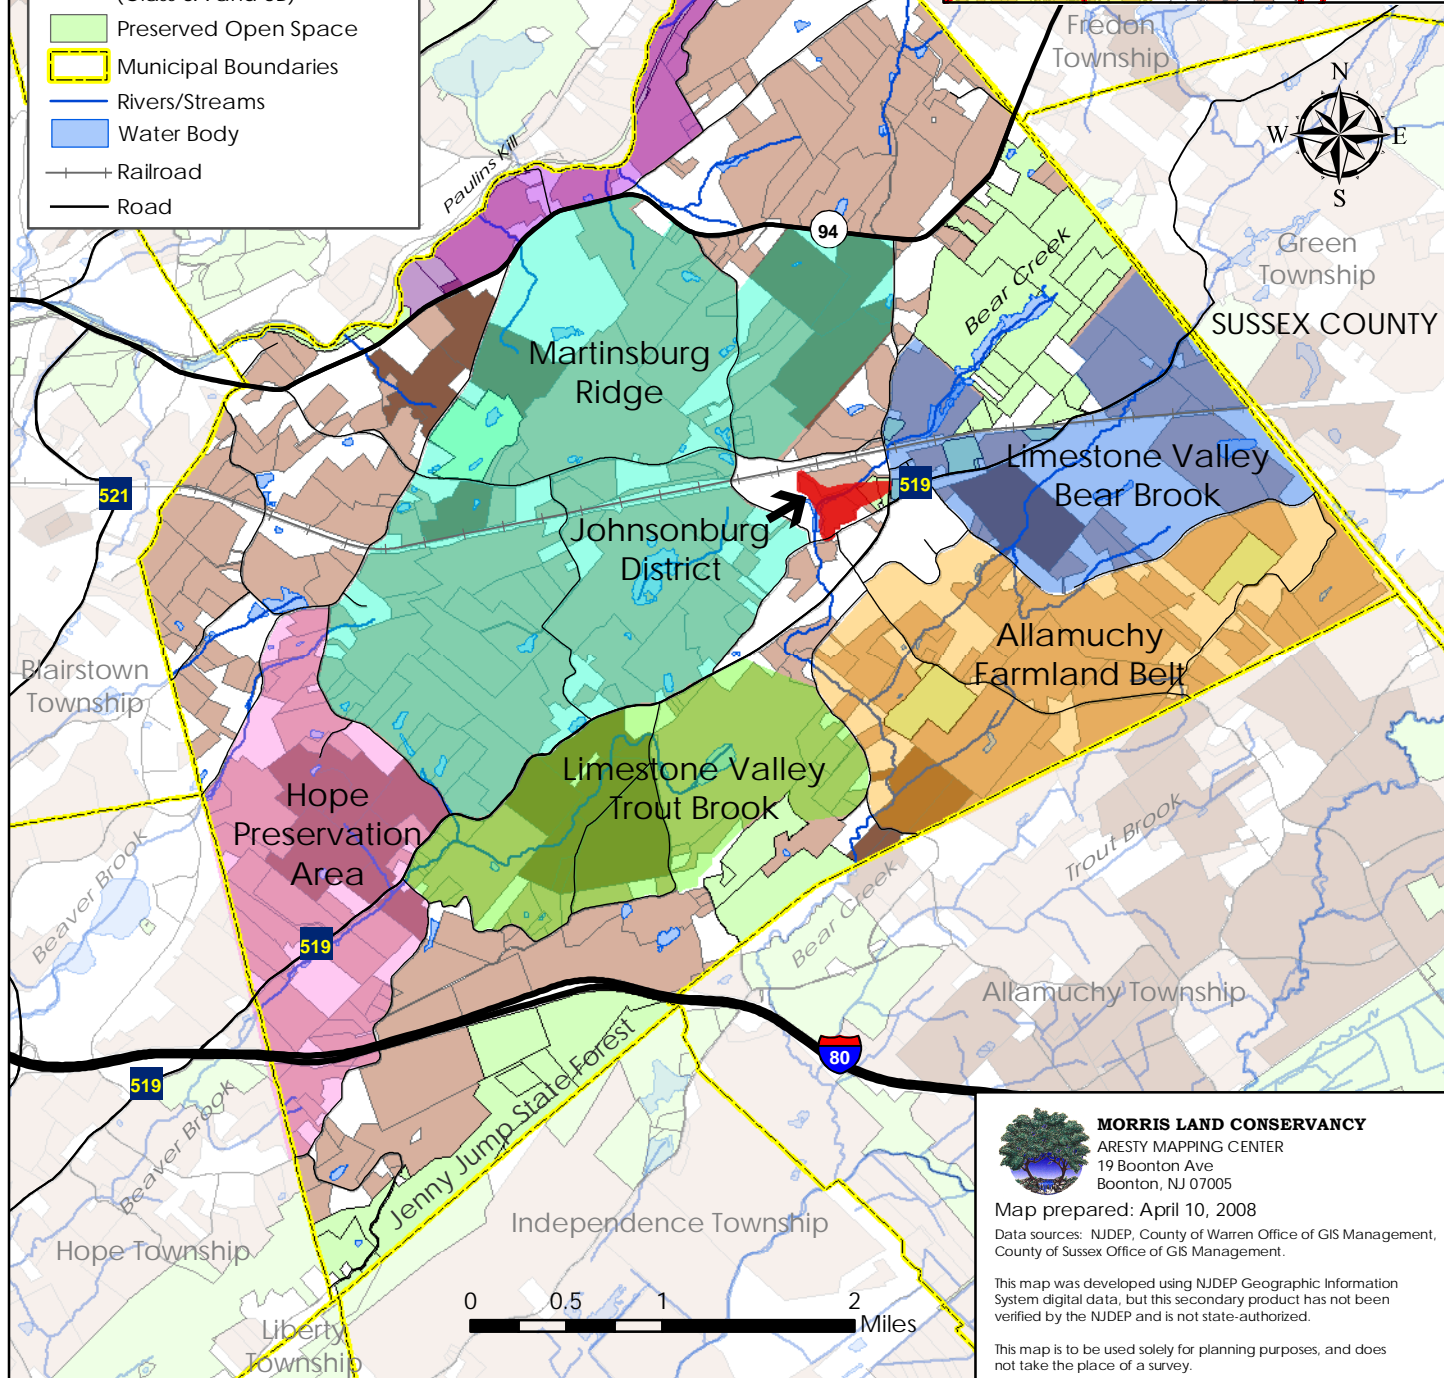 Preserved Open Space
Municipal Boundaries
Rivers/Streams
Water Body
Railroad
Road
Fredon
Township
N
W
E
S
Paulins Kill
94
Bear Creek
Green
Township
SUSSEX COUNTY
Martinsburg
Ridge
521
519
Limestone Valley
Bear Brook
Johnsonburg
District
Allamuchy
Farmland Belt
Blairstown
Township
Limestone Valley
Trout Brook
Hope
Preservation
Area
Trout Brook
Beaver Brook
Bear Creek
519
Allamuchy Township
80
519
Beaver Brook
Jenny Jump State Forest
Independence Township
Hope Township
Liberty
Township
0 0.5 1 2
Miles
MORRIS LAND CONSERVANCY
ARESTY MAPPING CENTER
19 Boonton Ave
Boonton, NJ 07005
Map prepared: April 10, 2008
Data sources: NJDEP, County of Warren Office of GIS Management,
County of Sussex Office of GIS Management.
This map was developed using NJDEP Geographic Information
System digital data, but this secondary product has not been
verified by the NJDEP and is not state-authorized.
This map is to be used solely for planning purposes, and does
not take the place of a survey.